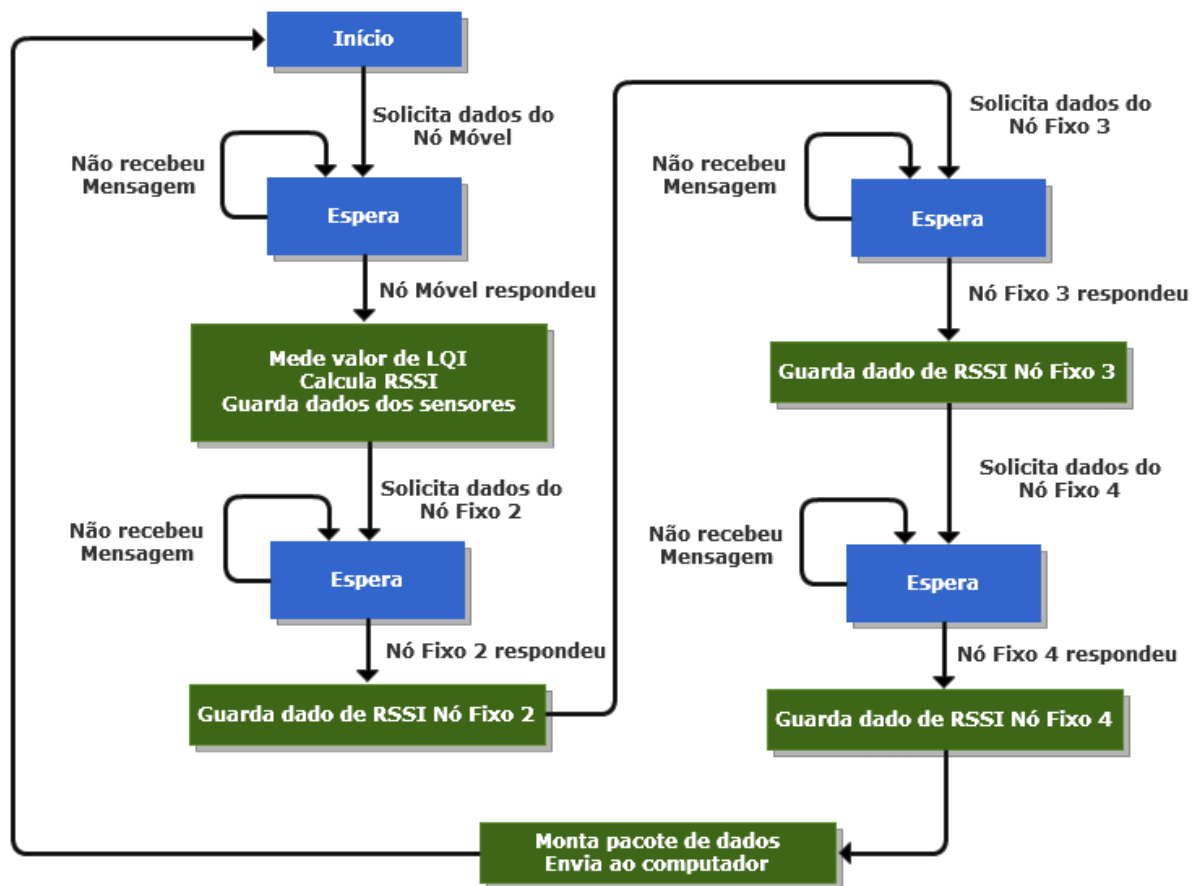 Início
Solicita dados do
Nó Móvel
Não recebeu
Mensagem
Espera
Nó Móvel respondeu
Mede valor de LQI
Calcula RSSI
Guarda dados dos sensores
Solicita dados do
Nó Fixo 2
Não recebeu
Mensagem
Espera
Nó Fixo 2 respondeu
Guarda dado de RSSI Nó Fixo 2
Solicita dados do
Nó Fixo 3
Não recebeu
Mensagem
Espera
Nó Fixo 3 respondeu
Guarda dado de RSSI Nó Fixo 3
Solicita dados do
Nó Fixo 4
Não recebeu
Mensagem
Espera
Nó Fixo 4 respondeu
Guarda dado de RSSI Nó Fixo 4
Monta pacote de dados
Envia ao computador